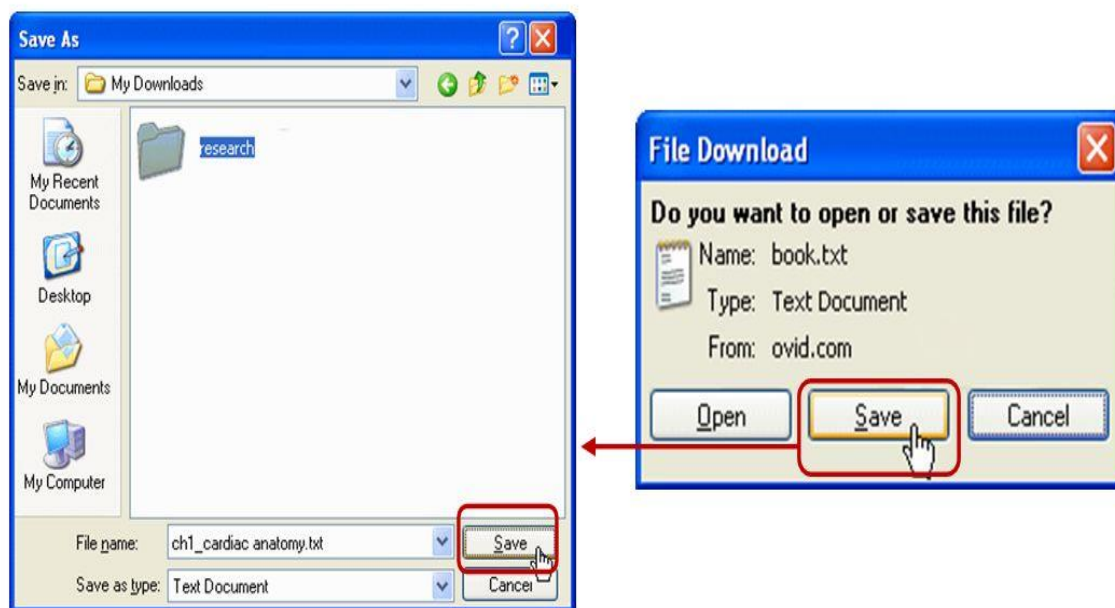 Save As
Save in: My Downloads
research
My Recent
Documents
Desktop
My Documents
My Computer
File name: ch1_cardiac anatomy.txt Save
Save as type: Text Document Cancel
File Download
Do you want to open or save this file?
Name: book.txt
Type: Text Document
From: ovid.com
Open Save Cancel